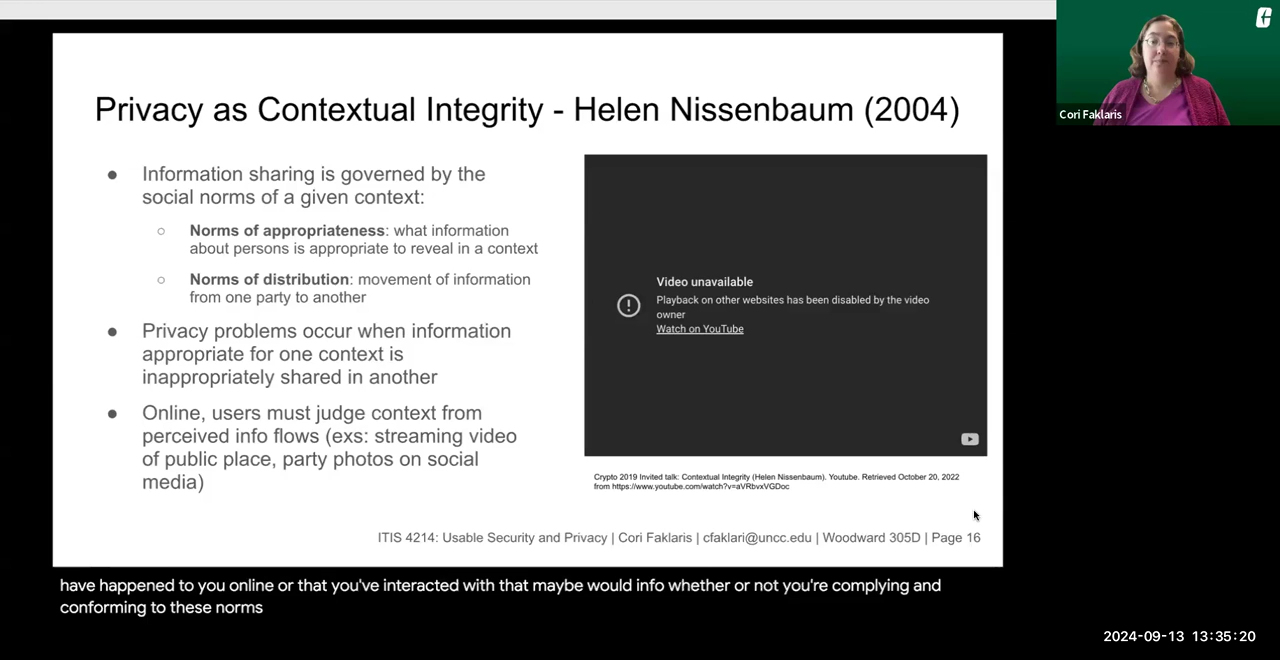 Privacy as Contextual Integrity - Helen Nissenbaum (2004)
● Information sharing is governed by the
social norms of a given context:
○ Norms of appropriateness: what information
about persons is appropriate to reveal in a context
○ Norms of distribution: movement of information
from one party to another
● Privacy problems occur when information
appropriate for one context is
inappropriately shared in another
● Online, users must judge context from
perceived info flows (exs: streaming video
of public place, party photos on social
media)
Video unavailable
Playback on other websites has been disabled by the video
owner
Watch on YouTube
Crypto 2019 Invited talk: Contextual Integrity (Helen Nissenbaum). Youtube. Retrieved October 20, 2022
from https://www.youtube.com/watch?v=aVRbvxVGDoc
ITIS 4214: Usable Security and Privacy | Cori Faklaris | cfaklari@uncc.edu | Woodward 305D | Page 16
Cori Faklaris
have happened to you online or that you've interacted with that maybe would info whether or not you're complying and
conforming to these norms
2024-09-13 13:35:20